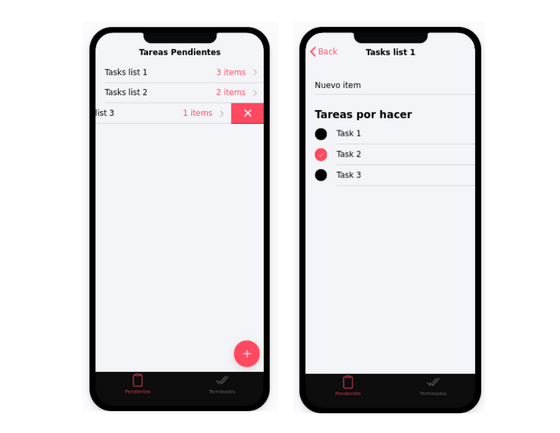 Tareas Pendientes
Tasks list 1 3 items
Tasks list 2 2 items
list 3 1 items
Pendientes Terminados
Back Tasks list 1
Nuevo item
Tareas por hacer
Task 1
Task 2
Task 3
Pendientes Terminados